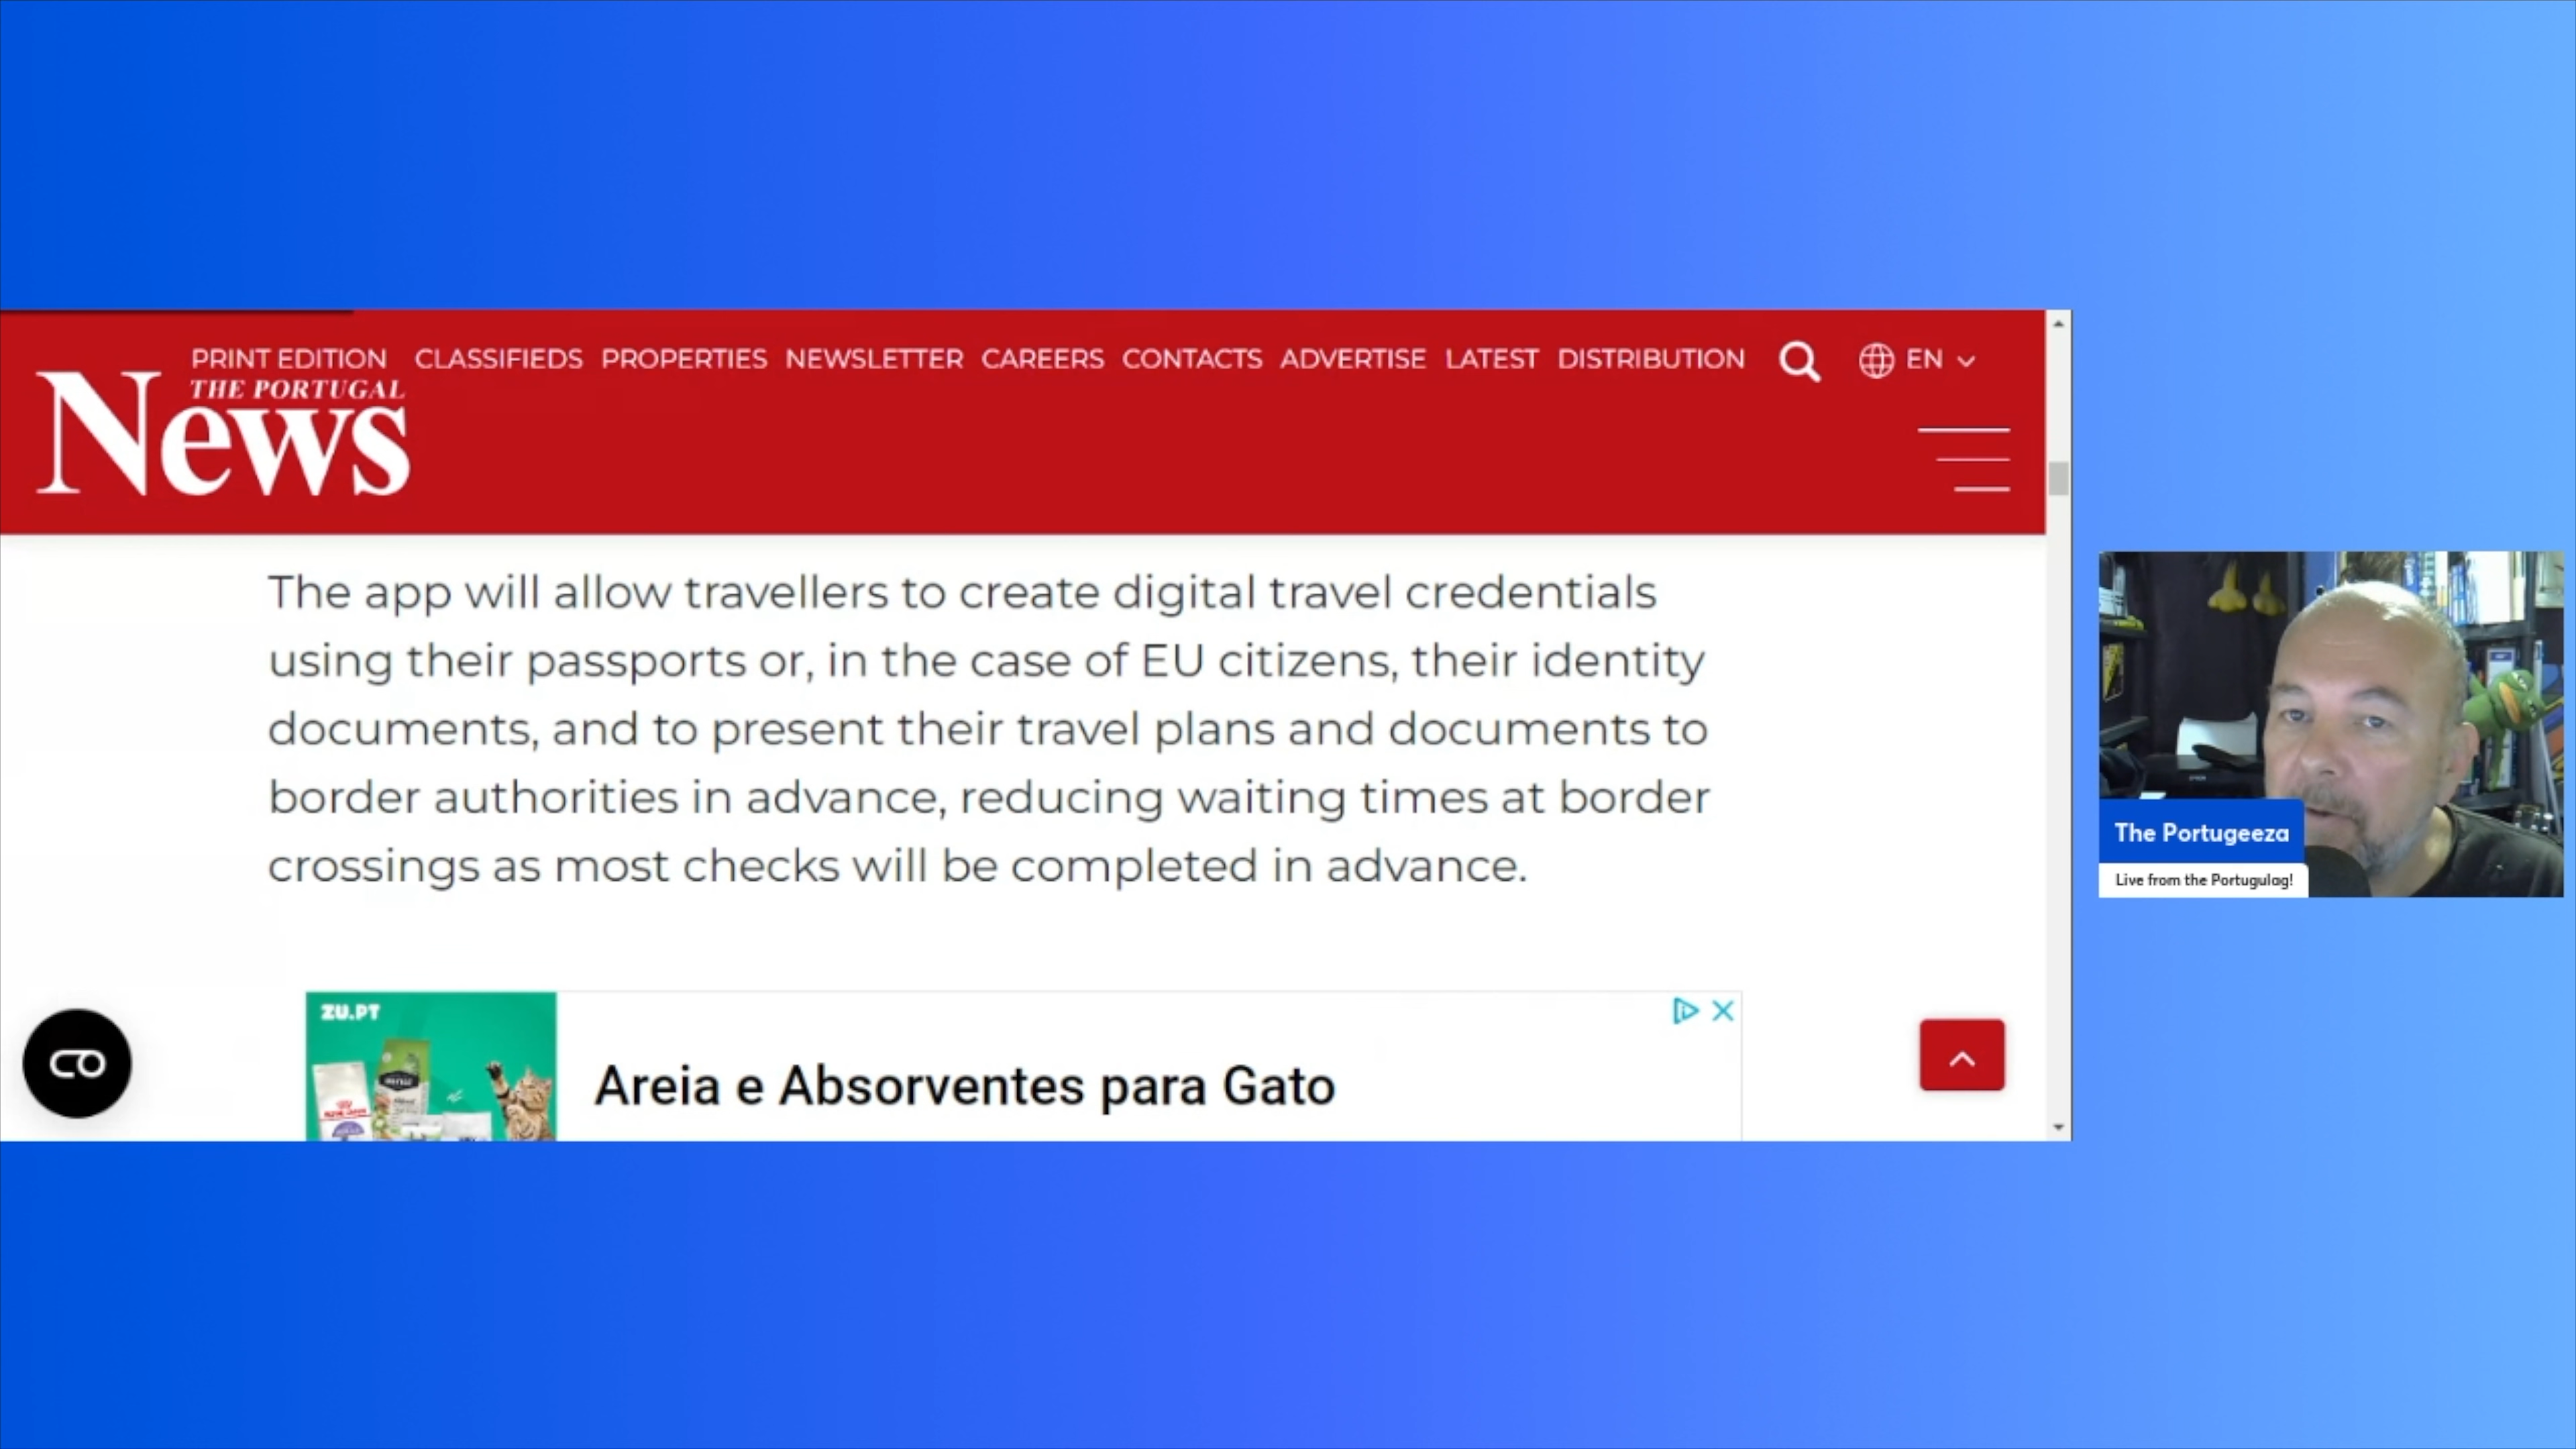 PRINT EDITION CLASSIFIEDS PROPERTIES NEWSLETTER CAREERS CONTACTS ADVERTISE LATEST DISTRIBUTION EN
THE PORTUGAL
News
The app will allow travellers to create digital travel credentials
using their passports or, in the case of EU citizens, their identity
documents, and to present their travel plans and documents to
border authorities in advance, reducing waiting times at border
crossings as most checks will be completed in advance.
ZU.PT
Areia e Absorventes para Gato
The Portugeeza
Live from the Portugulag!